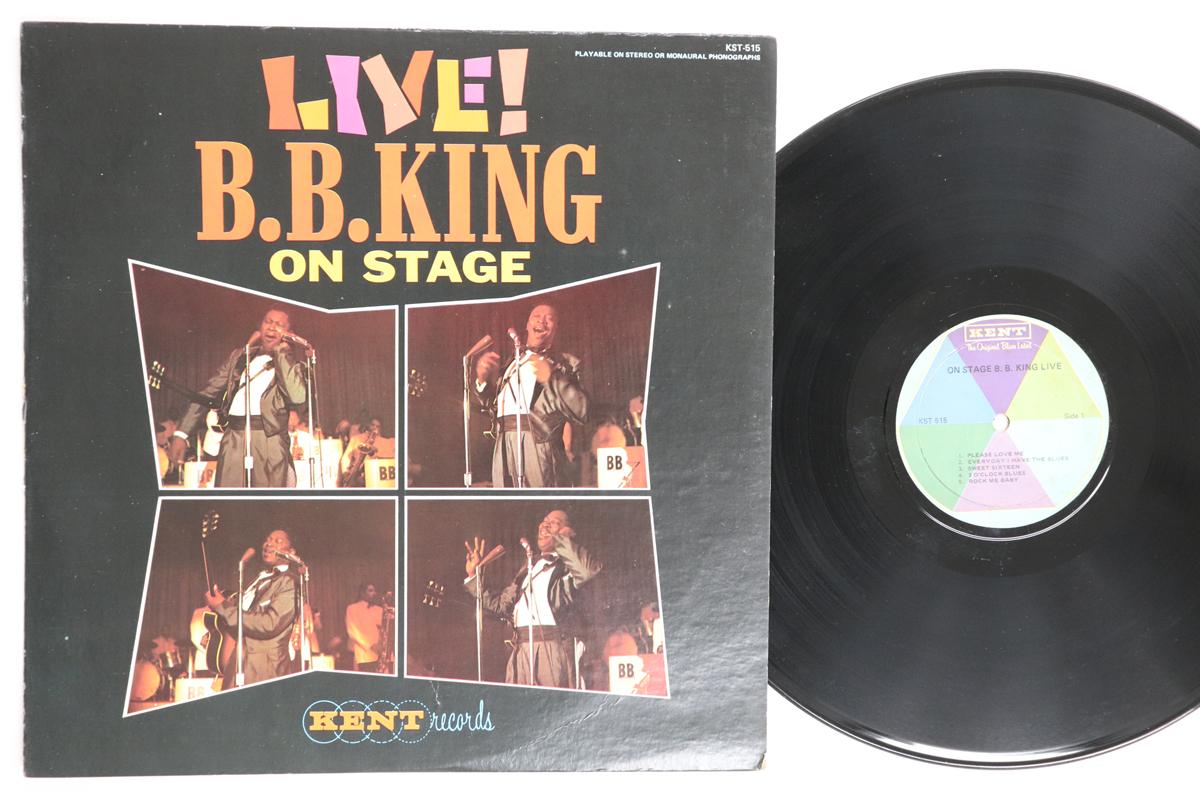 KST-515
PLAYABLE ON STEREO OR MONAURAL PHONOGRAPHS
LIVE!
B.B.KING
ON STAGE
BB
BB
BB
BB
KENT records
KENT
The Original Blues Label
ON STAGE B. B. KING LIVE
KST 515
Side 1
1. PLEASE LOVE ME
2. EVERYDAY I HAVE THE BLUES
3. SWEET SIXTEEN
4. 3 O'CLOCK BLUES
5. ROCK ME BABY